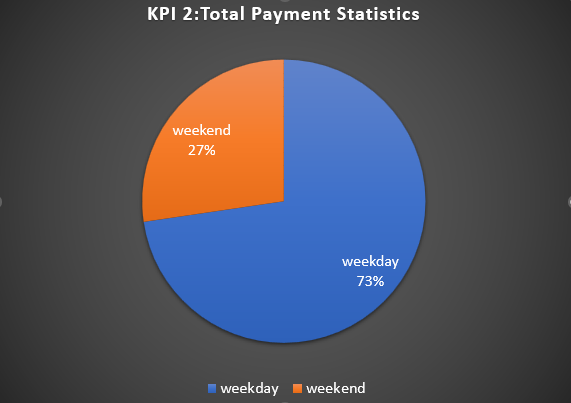 KPI 2:Total Payment Statistics
weekend
27%
weekday
73%
weekday weekend